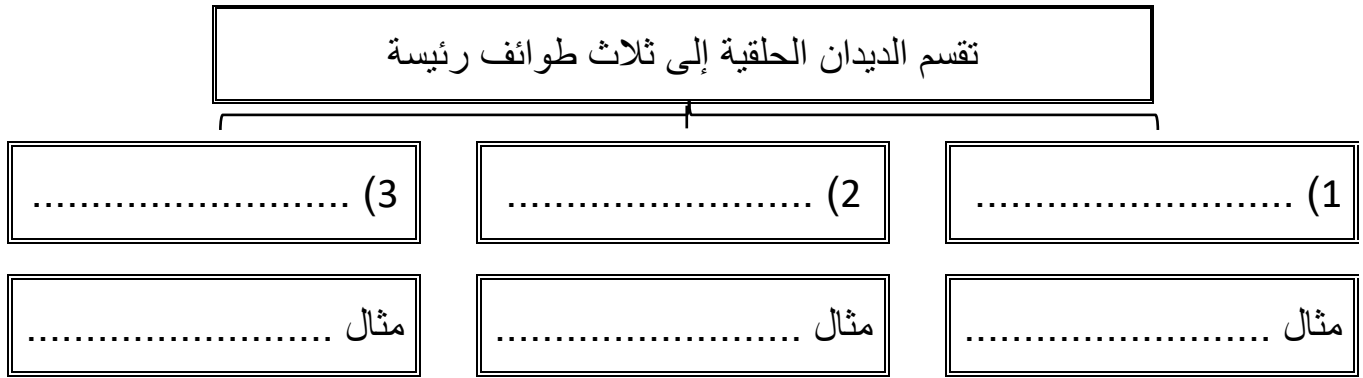 تقسم الديدان الحلقية إلى ثلاث طوائف رئيسة
1) ...........................
2) ..........................
3) ...........................
مثال ..........................
مثال ..........................
مثال ..........................